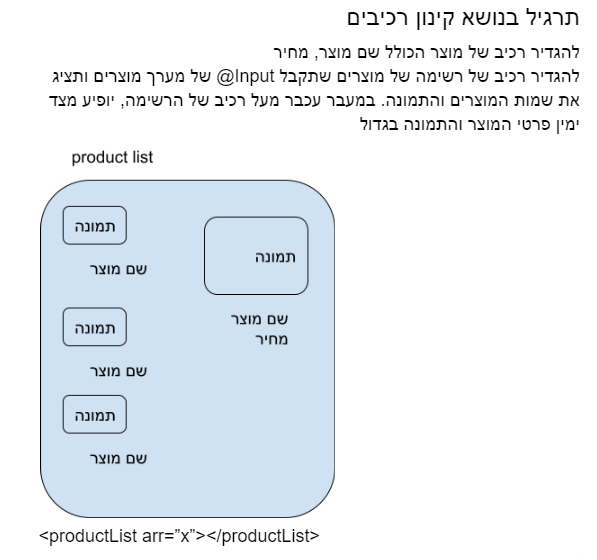 תרגיל בנושא קינון רכיבים
להגדיר רכיב של מוצר הכולל שם מוצר, מחיר
להגדיר רכיב של רשימה של מוצרים שתקבל Input@ של מערך מוצרים ותציג
את שמות המוצרים והתמונה. במעבר עכבר מעל רכיב של הרשימה, יופיע מצד
ימין פרטי המוצר והתמונה בגדול
product list
תמונה
שם מוצר
תמונה
שם מוצר
תמונה
שם מוצר
תמונה
שם מוצר
מחיר
<productList arr=”x”></productList>